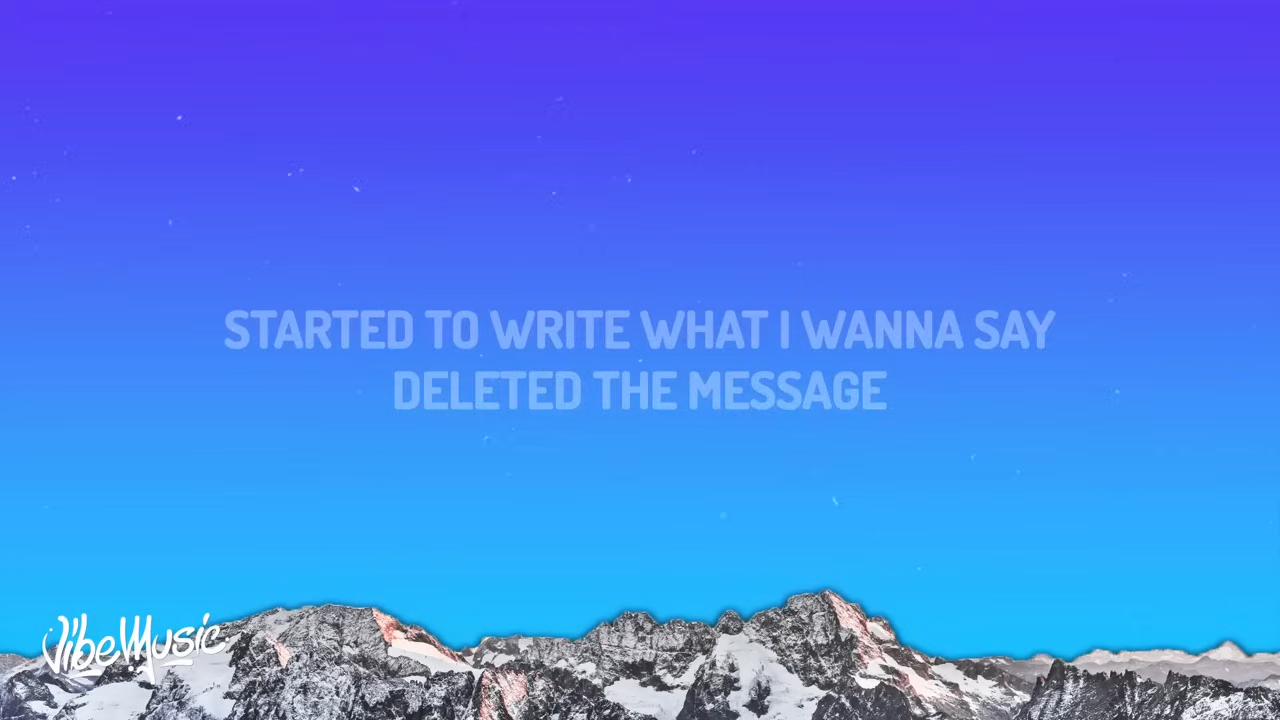 STARTED TO WRITE WHAT I WANNA SAY
DELETED THE MESSAGE
VibeMusic